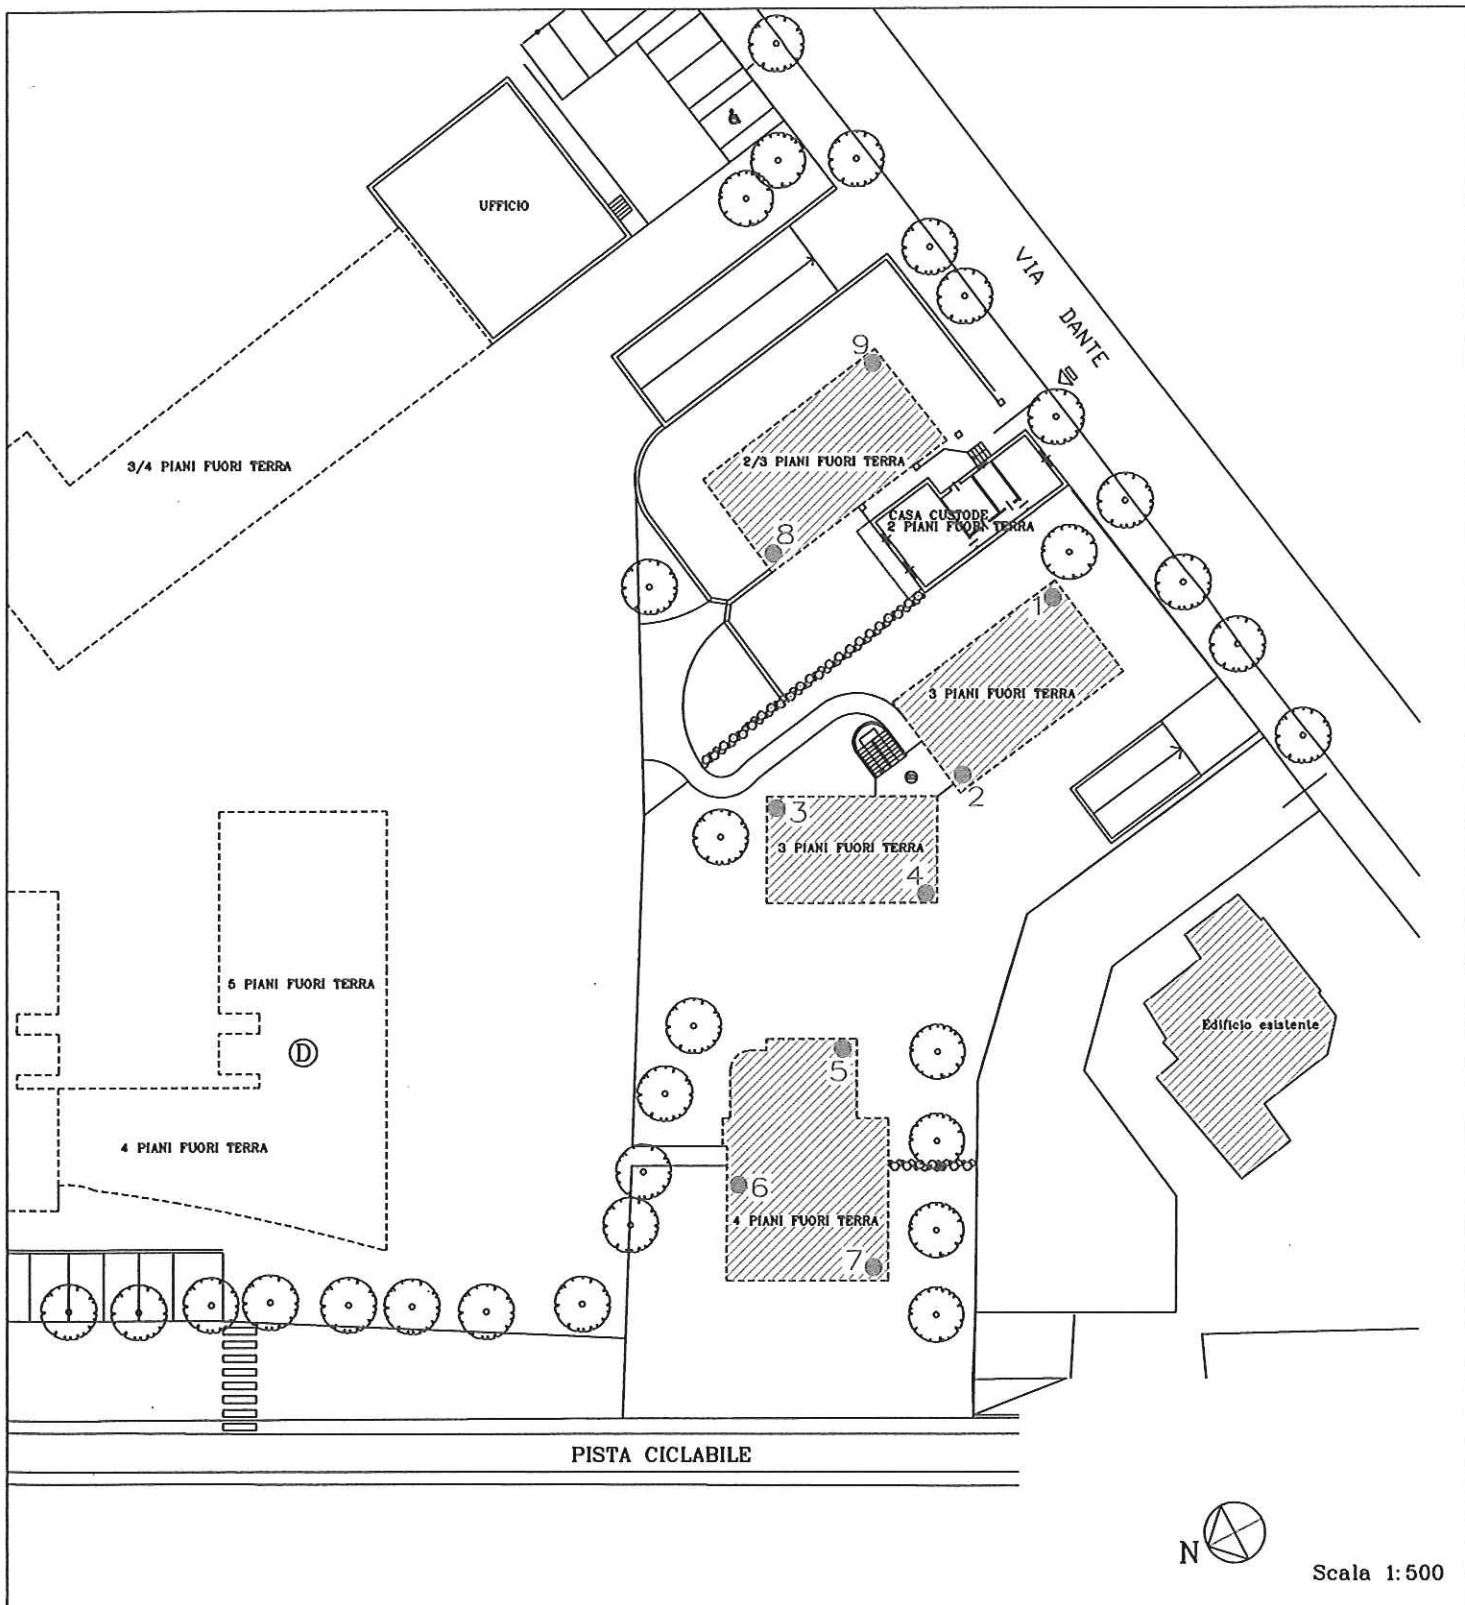 UFFICIO
VIA DANTE
9
3/4 PIANI FUORI TERRA
2/3 PIANI FUORI TERRA
CASA CUSTODE
2 PIANI FUORI TERRA
8
1
3 PIANI FUORI TERRA
2
3
3 PIANI FUORI TERRA
4
5 PIANI FUORI TERRA
D
Edificio esistente
5
4 PIANI FUORI TERRA
6
4 PIANI FUORI TERRA
7
PISTA CICLABILE
N
Scala 1:500